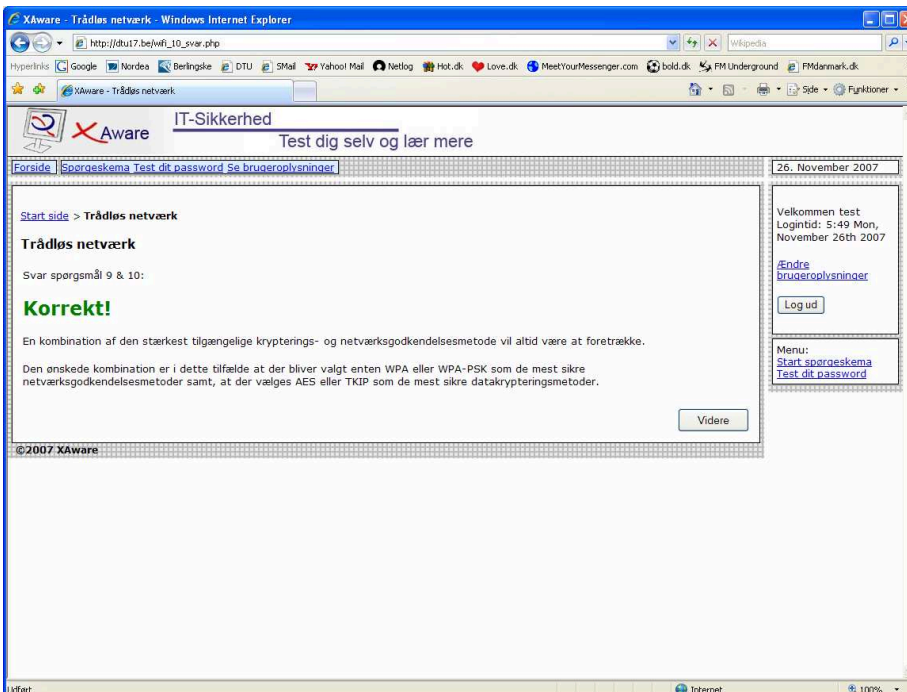 XAware - Trådløs netværk - Windows Internet Explorer
http://dtu17.be/wifi_10_svar.php
Wikipedia
Hyperlinks Google Nordea Berlingske DTU SMail Yahoo! Mail Netlog Hot.dk Love.dk MeetYourMessenger.com bold.dk FM Underground FMdanmark.dk
XAware - Trådløs netværk
Side
Funktioner
XAware
IT-Sikkerhed
Test dig selv og lær mere
Forside Spørgeskema Test dit password Se brugeroplysninger
26. November 2007
Start side > Trådløs netværk
Trådløs netværk
Svar spørgsmål 9 & 10:
Korrekt!
En kombination af den stærkest tilgængelige krypterings- og netværksgodkendelsesmetode vil altid være at foretrække.
Den ønskede kombination er i dette tilfælde at der bliver valgt enten WPA eller WPA-PSK som de mest sikre
netværksgodkendelsesmetoder samt, at der vælges AES eller TKIP som de mest sikre datakrypteringsmetoder.
Videre
©2007 XAware
Velkommen test
Logintid: 5:49 Mon,
November 26th 2007
Ændre
brugeroplysninger
Log ud
Menu:
Start spørgeskema
Test dit password
Udført
Internet
100%